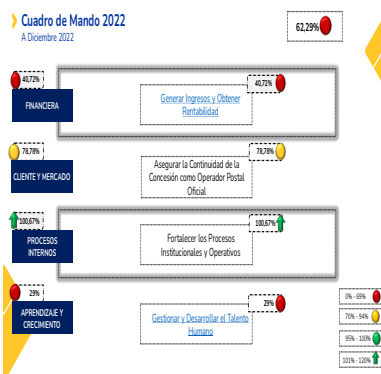 Cuadro de Mando 2022
A Diciembre 2022
62,29%
40,72%
FINANCIERA
40,72%
Generar Ingresos y Obtener
Rentabilidad
78,78%
CLIENTE Y MERCADO
78,78%
Asegurar la Continuidad de la
Concesión como Operador Postal
Oficial
100,67%
PROCESOS
INTERNOS
100,67%
Fortalecer los Procesos
Institucionales y Operativos
29%
APRENDIZAJE Y
CRECIMIENTO
29%
Gestionar y Desarrollar el Talento
Humano
0% - 69%
70% - 94%
95% - 100%
101% - 120%